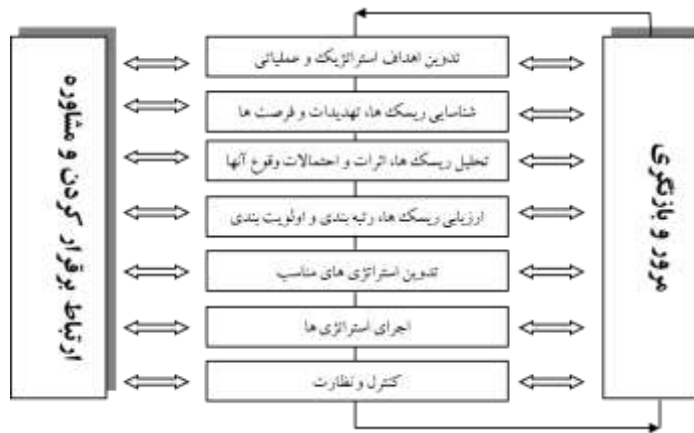 مرور و بازنگری
تدوین اهداف استراتژیک و عملیاتی
شناسایی ریسک ها، تهدیدات و فرصت ها
تحلیل ریسک ها، اثرات و احتمالات وقوع آنها
ارزیابی ریسک ها، رتبه بندی و اولویت بندی
تدوین استراتژی های مناسب
اجرای استراتژی ها
کنترل و نظارت
ارتباط برقرار کردن و مشاوره